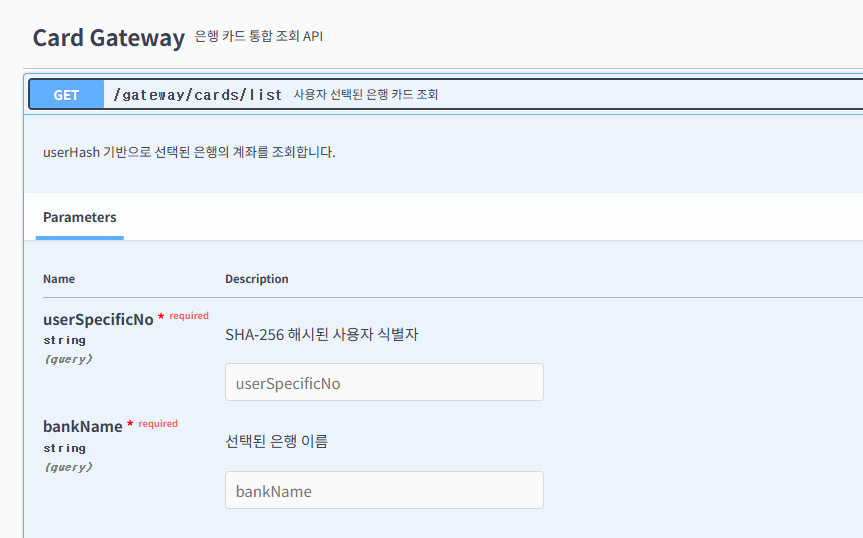 Card Gateway 은행 카드 통합 조회 API
GET /gateway/cards/list 사용자 선택된 은행 카드 조회
userHash 기반으로 선택된 은행의 계좌를 조회합니다.
Parameters
Name Description
userSpecificNo * required
string
(query)
SHA-256 해시된 사용자 식별자
userSpecificNo
bankName * required
string
(query)
선택된 은행 이름
bankName